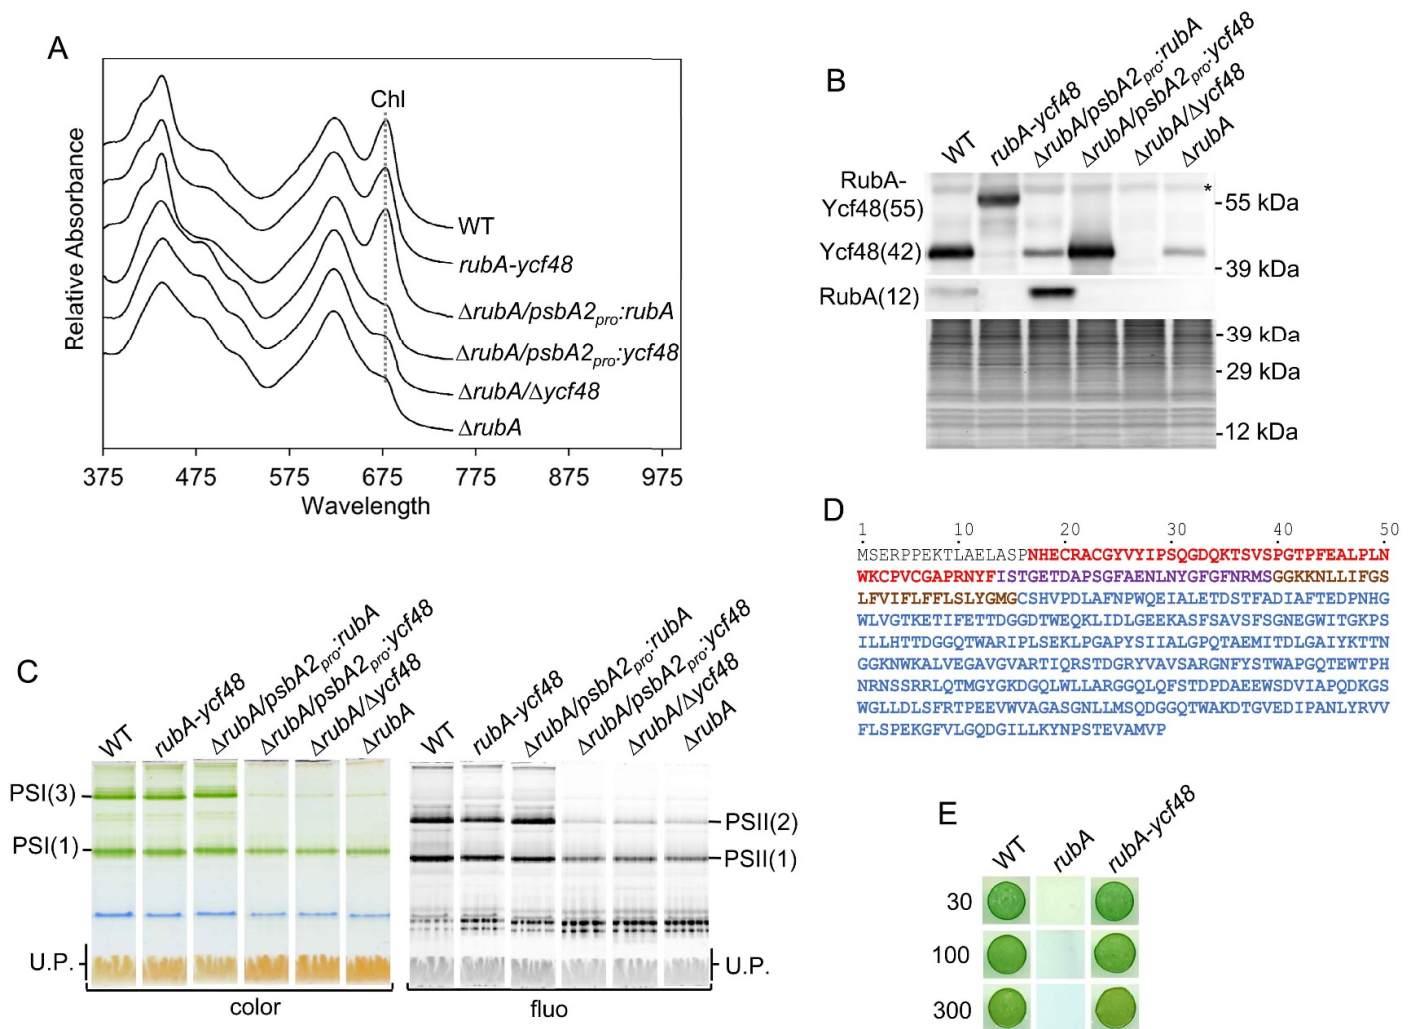 A
Relative Absorbance
Chl
WT
rubA-ycf48
ΔrubA/psbA2pro:rubA
ΔrubA/psbA2pro:ycf48
ΔrubA/Δycf48
ΔrubA
375 475 575 675 775 875 975
Wavelength
B
WT rubA-ycf48 ΔrubA/psbA2pro:rubA ΔrubA/psbA2pro:ycf48 ΔrubA/Δycf48 ΔrubA
RubA-
Ycf48(55)
*
-55 kDa
Ycf48(42)
-39 kDa
RubA(12)
-39 kDa
-29 kDa
-12 kDa
C
WT rubA-ycf48 ΔrubA/psbA2pro:rubA ΔrubA/psbA2pro:ycf48 ΔrubA/Δycf48 ΔrubA
WT rubA-ycf48 ΔrubA/psbA2pro:rubA ΔrubA/psbA2pro:ycf48 ΔrubA/Δycf48 ΔrubA
PSI(3)
PSII(2)
PSI(1)
PSII(1)
U.P.
U.P.
color
fluo
D
1 10 20 30 40 50
MSERPPEKTLAELASPNHECRACGYVYIPSQGDQKTSVSPGTPFEALPLN
WKCPVCGAPRNYFISTGETDAPSGFAENLNYGFGFNRMSGGKKNLLIFGS
LFVIFLFFLSLYGMGCSHVPDLAFNPWQEIALETDSTFADIAFTEDPNHG
WLVGTKETIFETTDGGDTWEQKLIDLGEEKASFSAVSFSGNEGWITGKPS
ILLHTTDGGQTWARIPLSEKLPGAPYSIIALGPQTAEMITDLGAIYKTTN
GGKNWKALVEGAVGVARTIQRSTDGRYVAVSARGNFYSTWAPGQTEWTPH
NRNSSRRLQTMGYGKDGQLWLLARGGQLQFSTDPDAEEWSDVIAPQDKGS
WGLLDLSFRTPEEVWVAGASGNLLMSQDGGQTWAKDTGVEDIPANLYRVV
FLSPEKGFVLGQDGILLKYNPSTEVAMVP
E
WT rubA rubA-ycf48
30
100
300